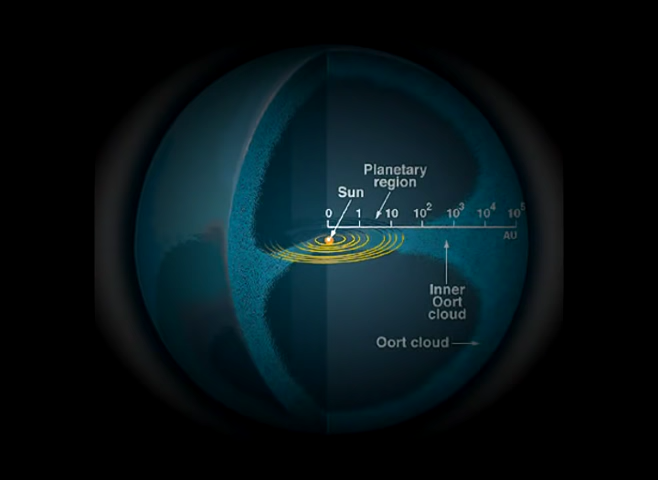 Planetary
region
Sun
0 1 10 10² 10³ 10⁴ 10⁵
AU
Inner
Oort
cloud
Oort cloud